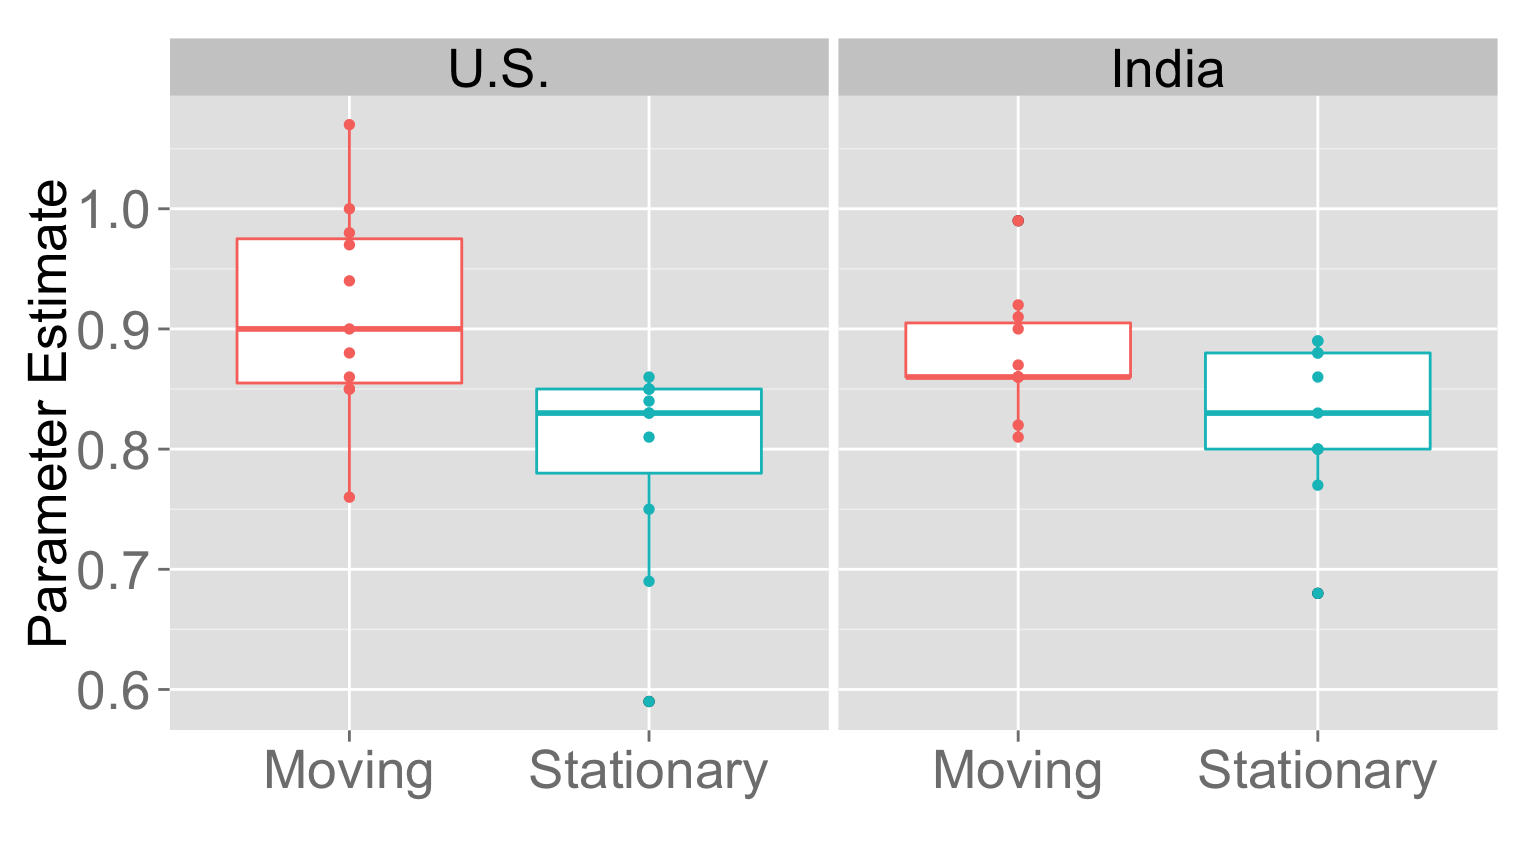 U.S.
India
Parameter Estimate
1.0
0.9
0.8
0.7
0.6
Moving
Stationary
Moving
Stationary